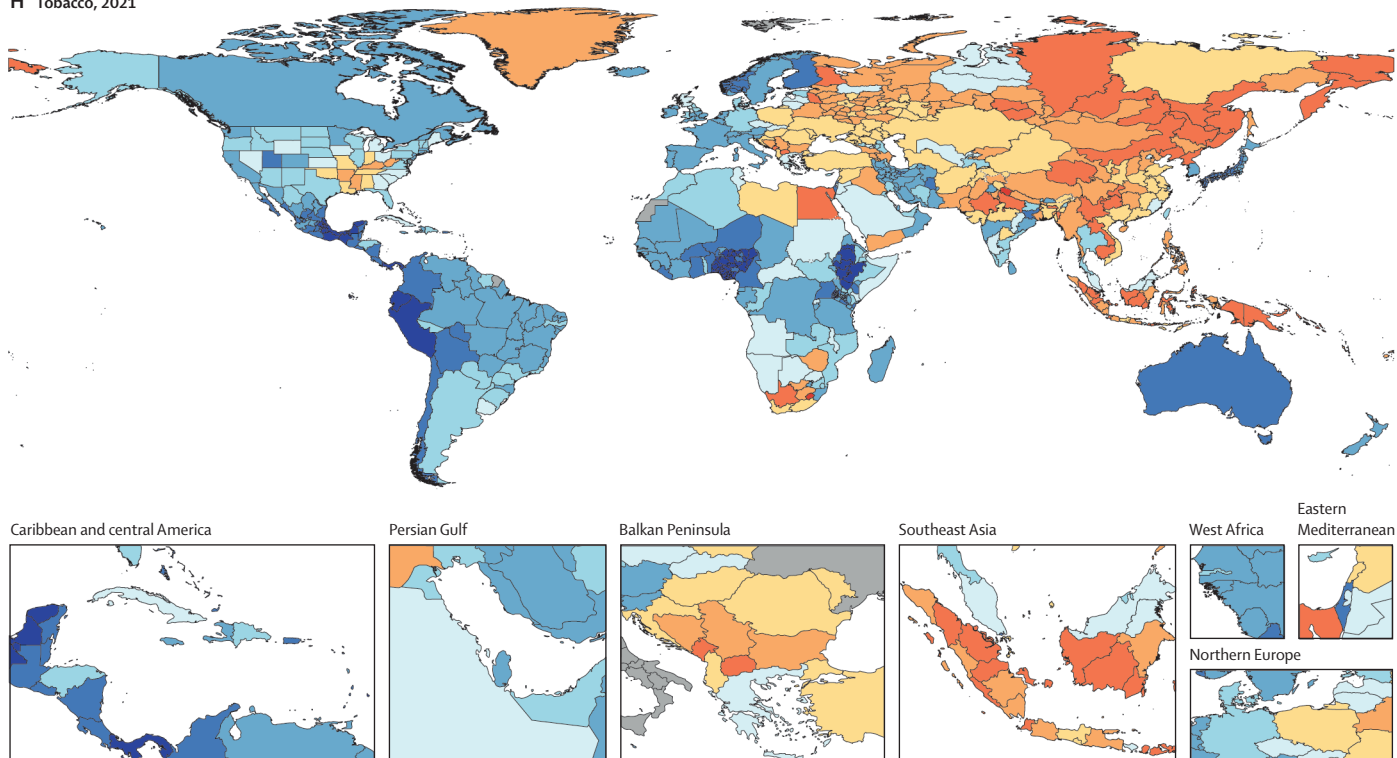 H Tobacco, 2021
Caribbean and central America
Persian Gulf
Balkan Peninsula
Southeast Asia
West Africa
Eastern
Mediterranean
Northern Europe